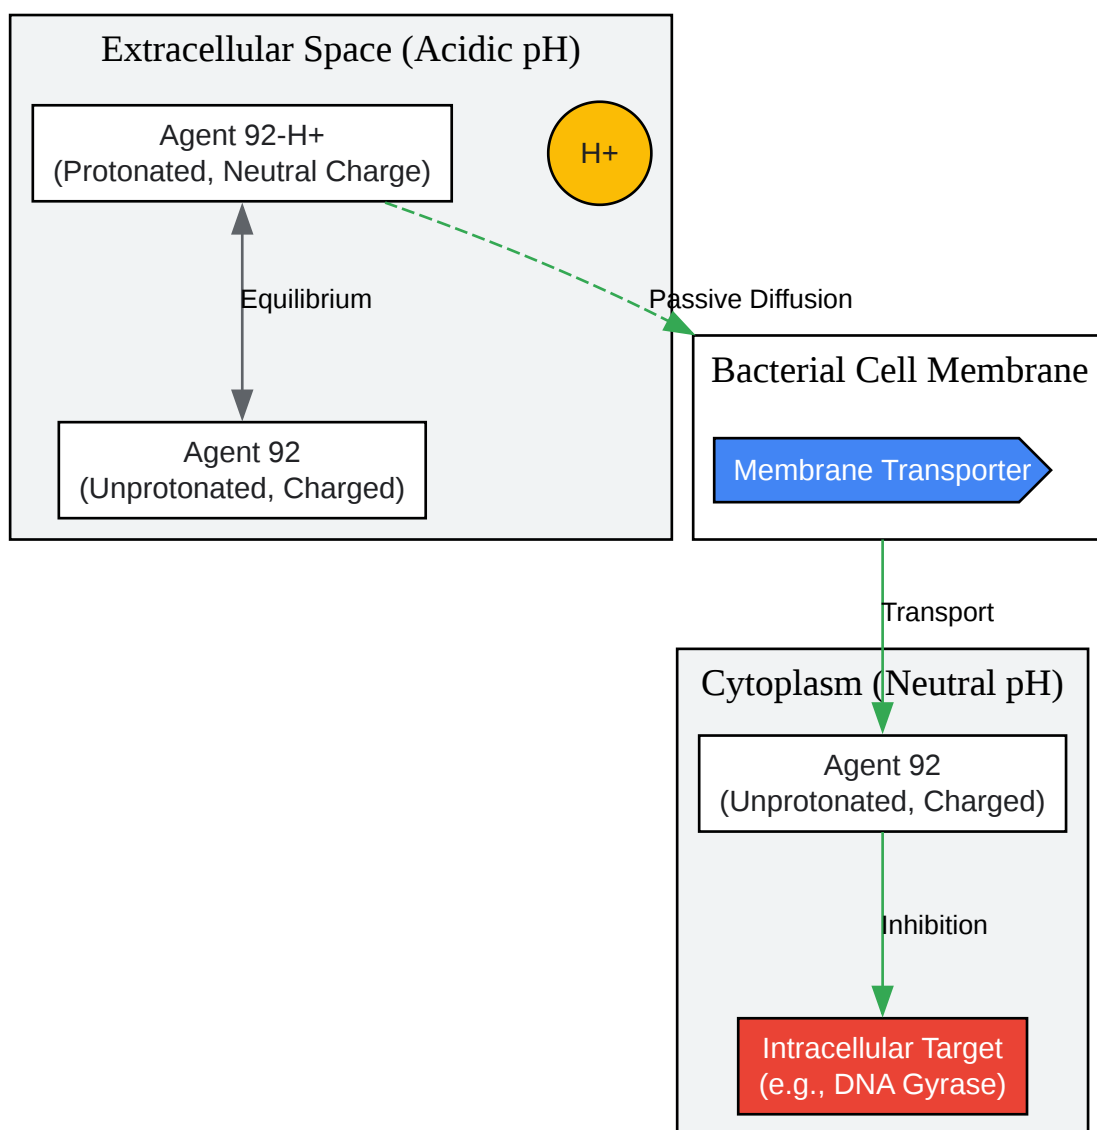 Extracellular Space (Acidic pH)
Agent 92-H+
(Protonated, Neutral Charge)
H+
Equilibrium
Passive Diffusion
Agent 92
(Unprotonated, Charged)
Bacterial Cell Membrane
Membrane Transporter
Transport
Cytoplasm (Neutral pH)
Agent 92
(Unprotonated, Charged)
Inhibition
Intracellular Target
(e.g., DNA Gyrase)